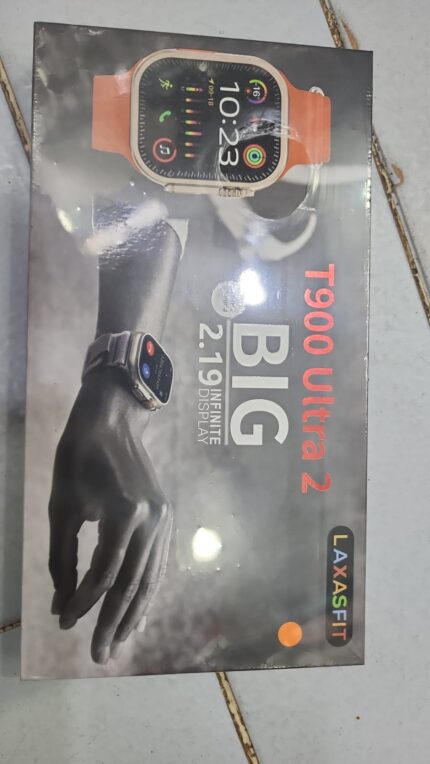 T900 Ultra 2
BIG
2.19 INFINITE
DISPLAY
LAXASFIT
10:23
16°